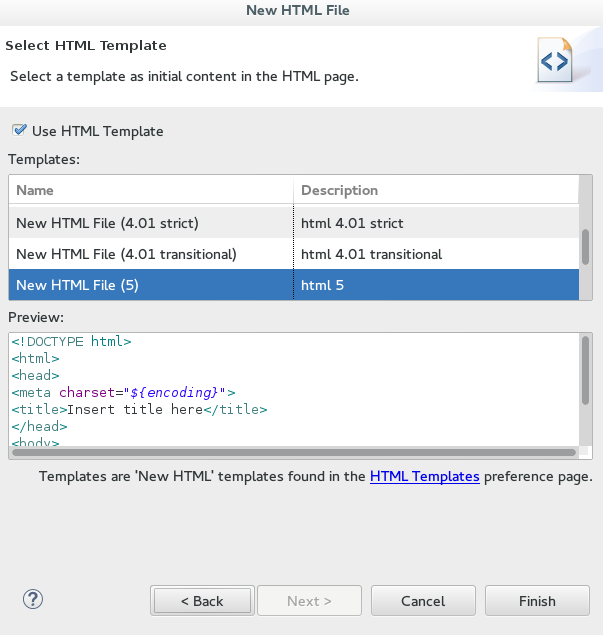 New HTML File
Select HTML Template
Select a template as initial content in the HTML page.
Use HTML Template
Templates:
Name Description
New HTML File (4.01 strict) html 4.01 strict
New HTML File (4.01 transitional) html 4.01 transitional
New HTML File (5) html 5
Preview:
<!DOCTYPE html>
<html>
<head>
<meta charset="${encoding}">
<title>Insert title here</title>
</head>
<body>
Templates are 'New HTML' templates found in the HTML Templates preference page.
? < Back Next > Cancel Finish